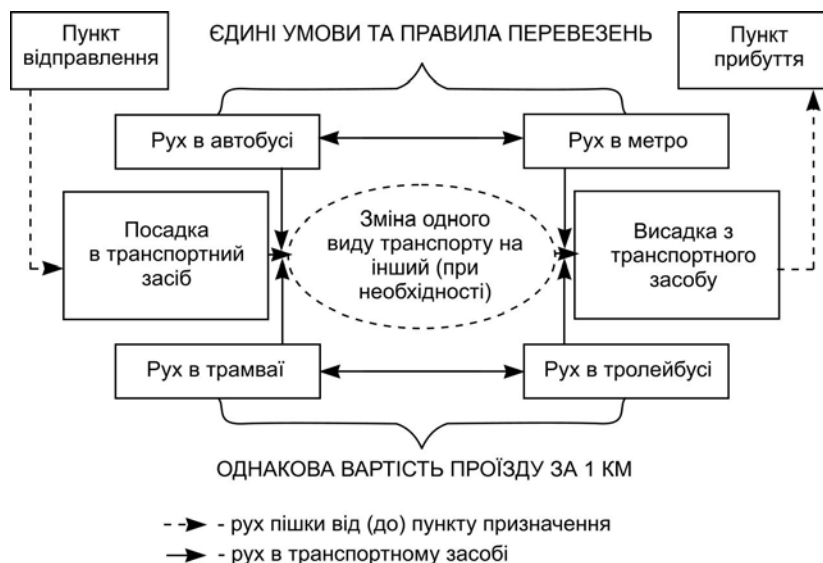 Пункт
відправлення
ЄДИНІ УМОВИ ТА ПРАВИЛА ПЕРЕВЕЗЕНЬ
Пункт
прибуття
Рух в автобусі
Рух в метро
Посадка
в транспортний
засіб
Зміна одного
виду транспорту на
інший (при
необхідності)
Висадка з
транспортного
засобу
Рух в трамваї
Рух в тролейбусі
ОДНАКОВА ВАРТІСТЬ ПРОЇЗДУ ЗА 1 КМ
- рух пішки від (до) пункту призначення
- рух в транспортному засобі